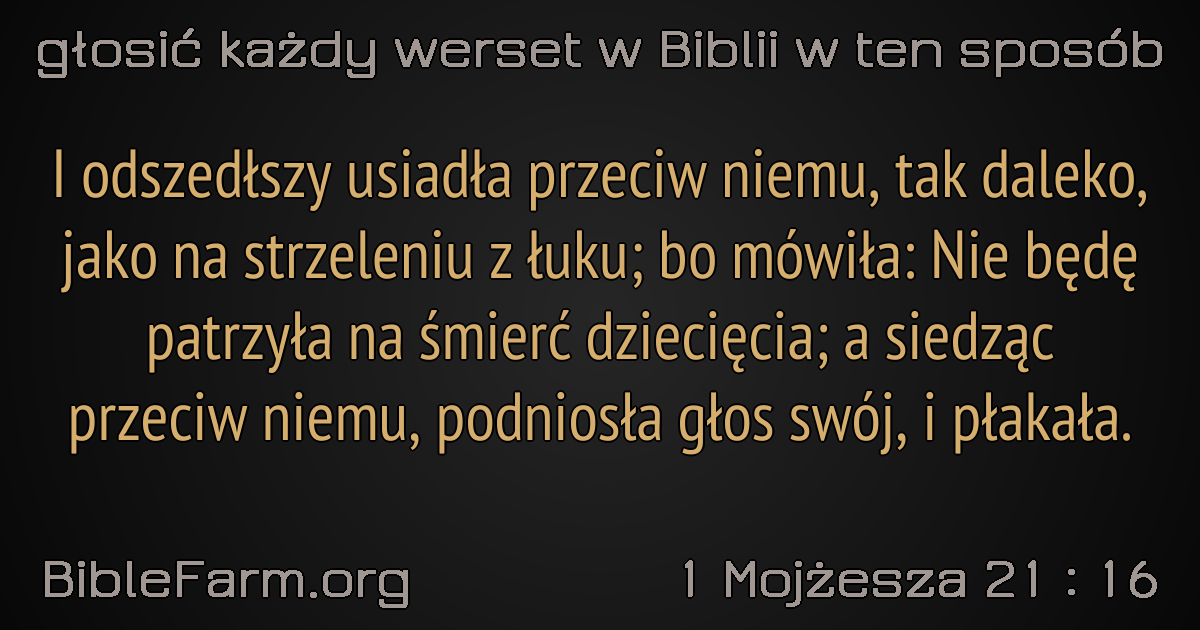 głosić każdy werset w Biblii w ten sposób
I odszedłszy usiadła przeciw niemu, tak daleko,
jako na strzeleniu z łuku; bo mówiła: Nie będę
patrzyła na śmierć dziecięcia; a siedząc
przeciw niemu, podniosła głos swój, i płakała.
BibleFarm.org
1 Mojżesza 21 : 16